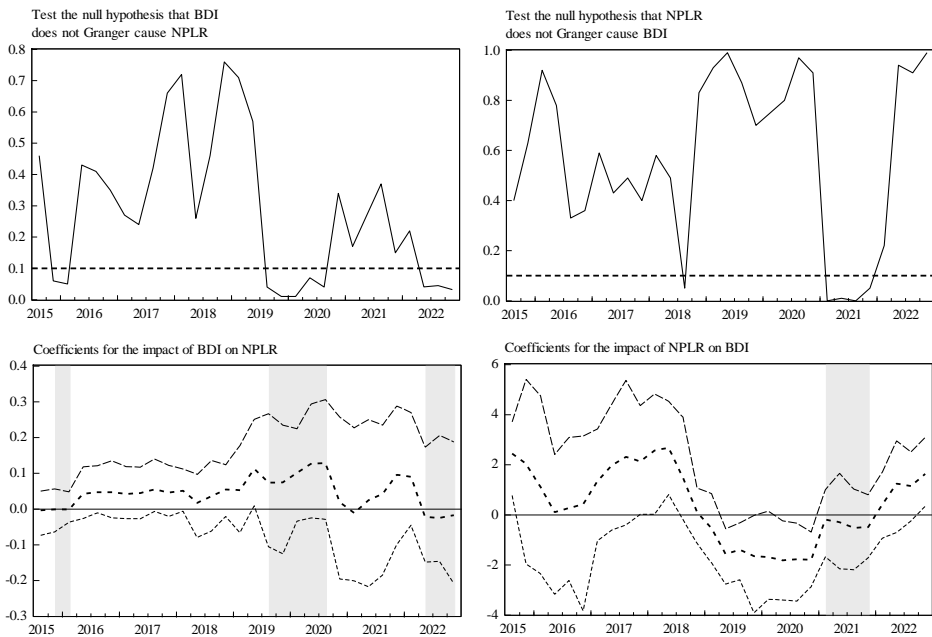 Test the null hypothesis that BDI
does not Granger cause NPLR
0.8
0.7
0.6
0.5
0.4
0.3
0.2
0.1
0.0
2015 2016 2017 2018 2019 2020 2021 2022
Test the null hypothesis that NPLR
does not Granger cause BDI
1.0
0.8
0.6
0.4
0.2
0.0
2015 2016 2017 2018 2019 2020 2021 2022
Coefficients for the impact of BDI on NPLR
0.4
0.3
0.2
0.1
0.0
-0.1
-0.2
-0.3
2015 2016 2017 2018 2019 2020 2021 2022
Coefficients for the impact of NPLR on BDI
6
4
2
0
-2
-4
2015 2016 2017 2018 2019 2020 2021 2022